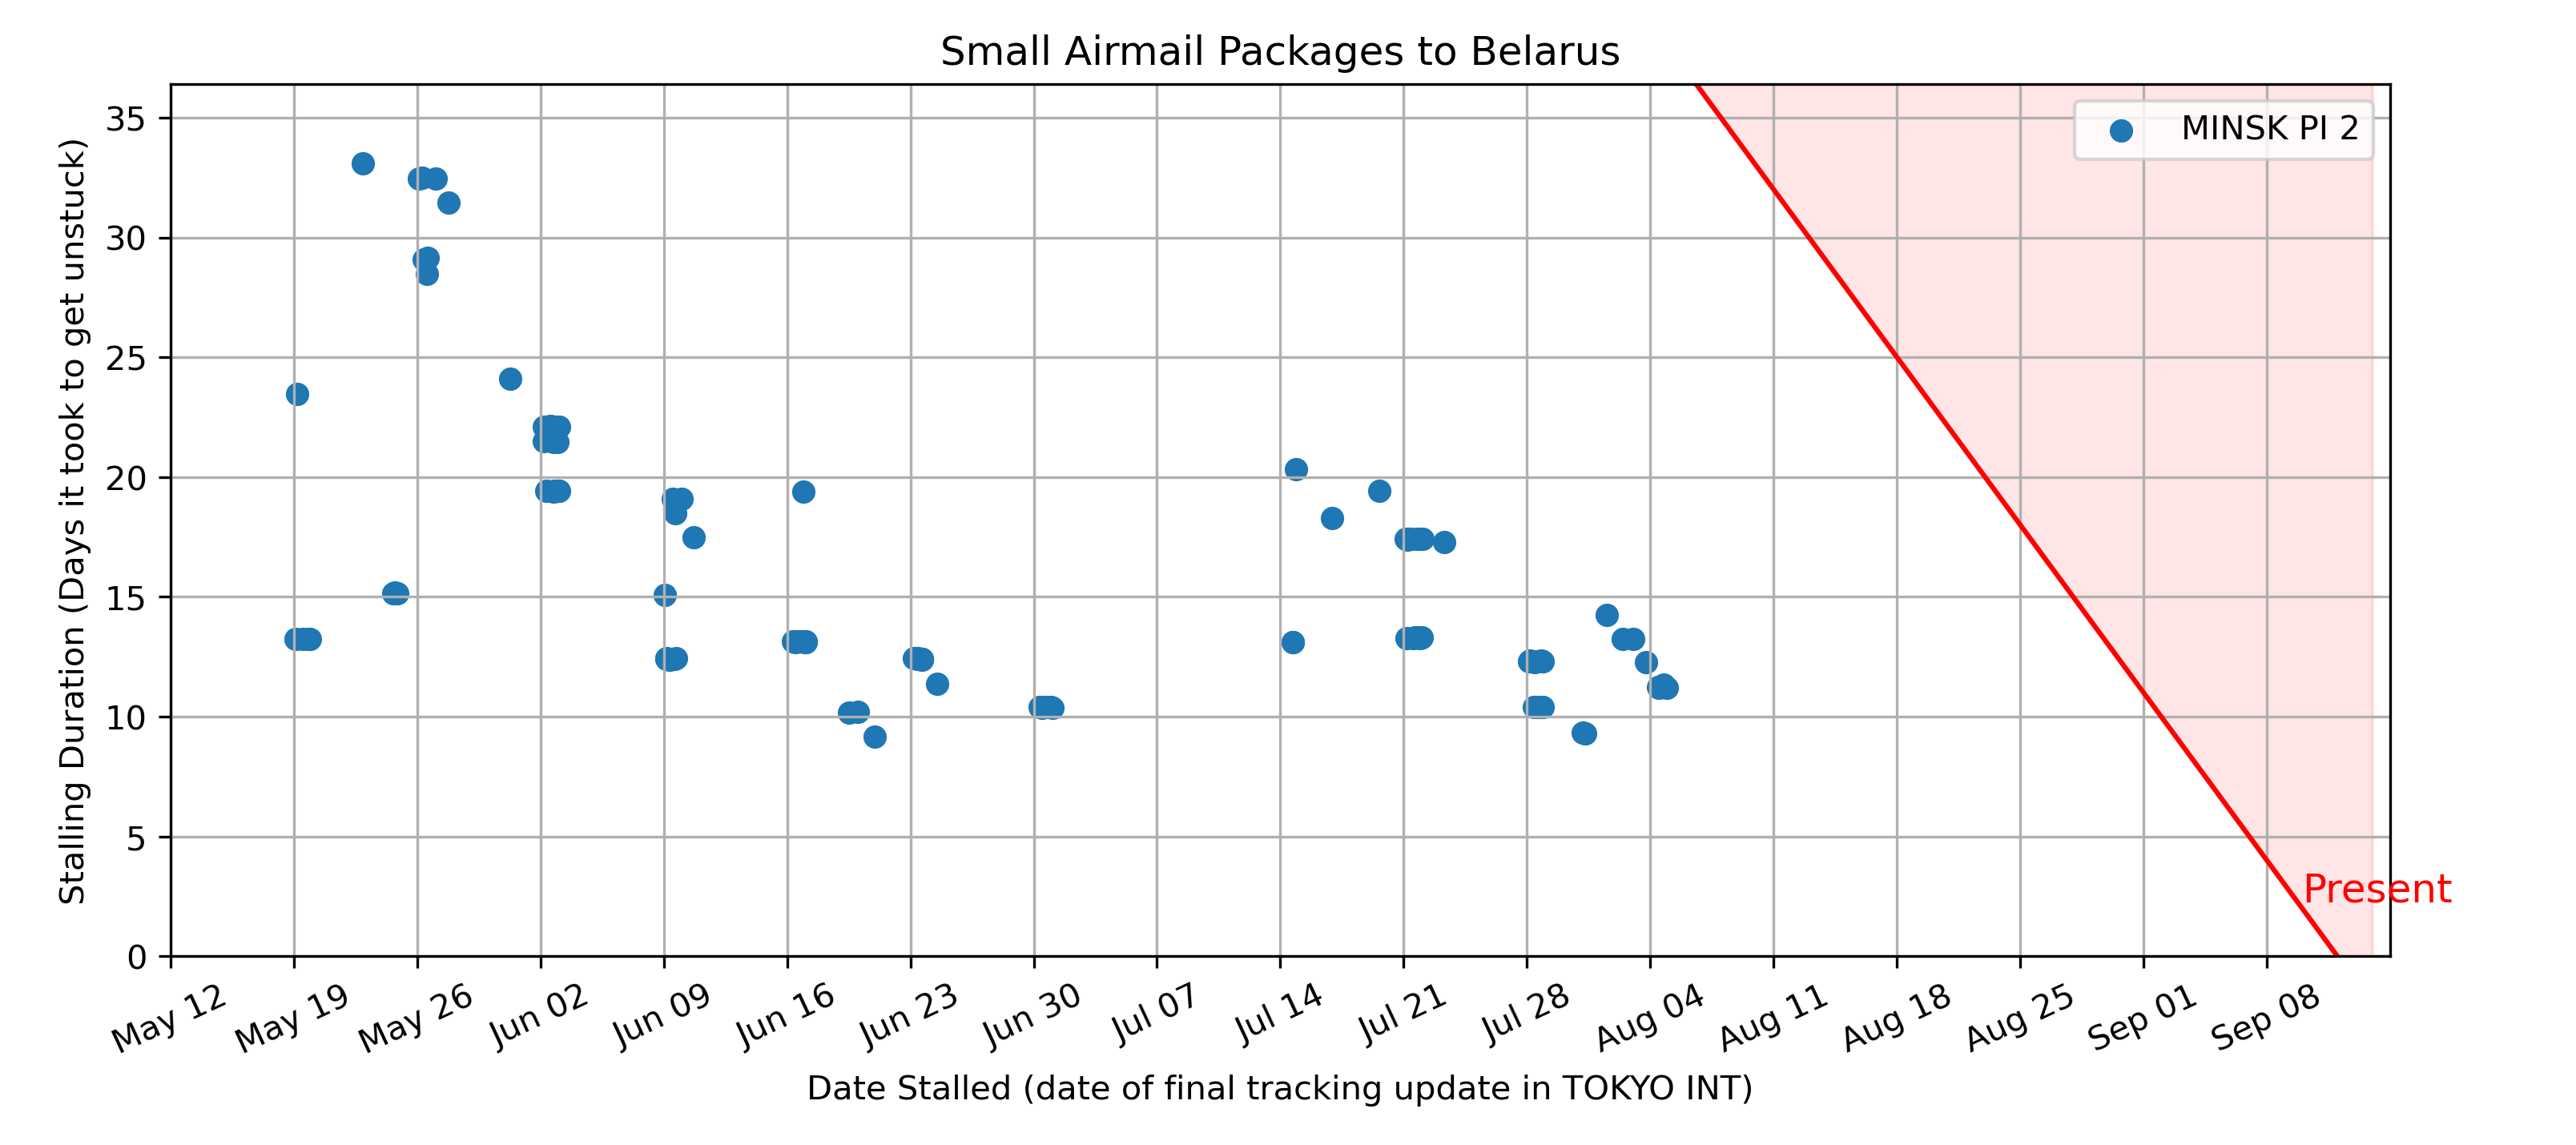 Small Airmail Packages to Belarus
MINSK PI 2
Stalling Duration (Days it took to get unstuck)
35
30
25
20
15
10
5
0
Present
May 12
May 19
May 26
Jun 02
Jun 09
Jun 16
Jun 23
Jun 30
Jul 07
Jul 14
Jul 21
Jul 28
Aug 04
Aug 11
Aug 18
Aug 25
Sep 01
Sep 08
Date Stalled (date of final tracking update in TOKYO INT)